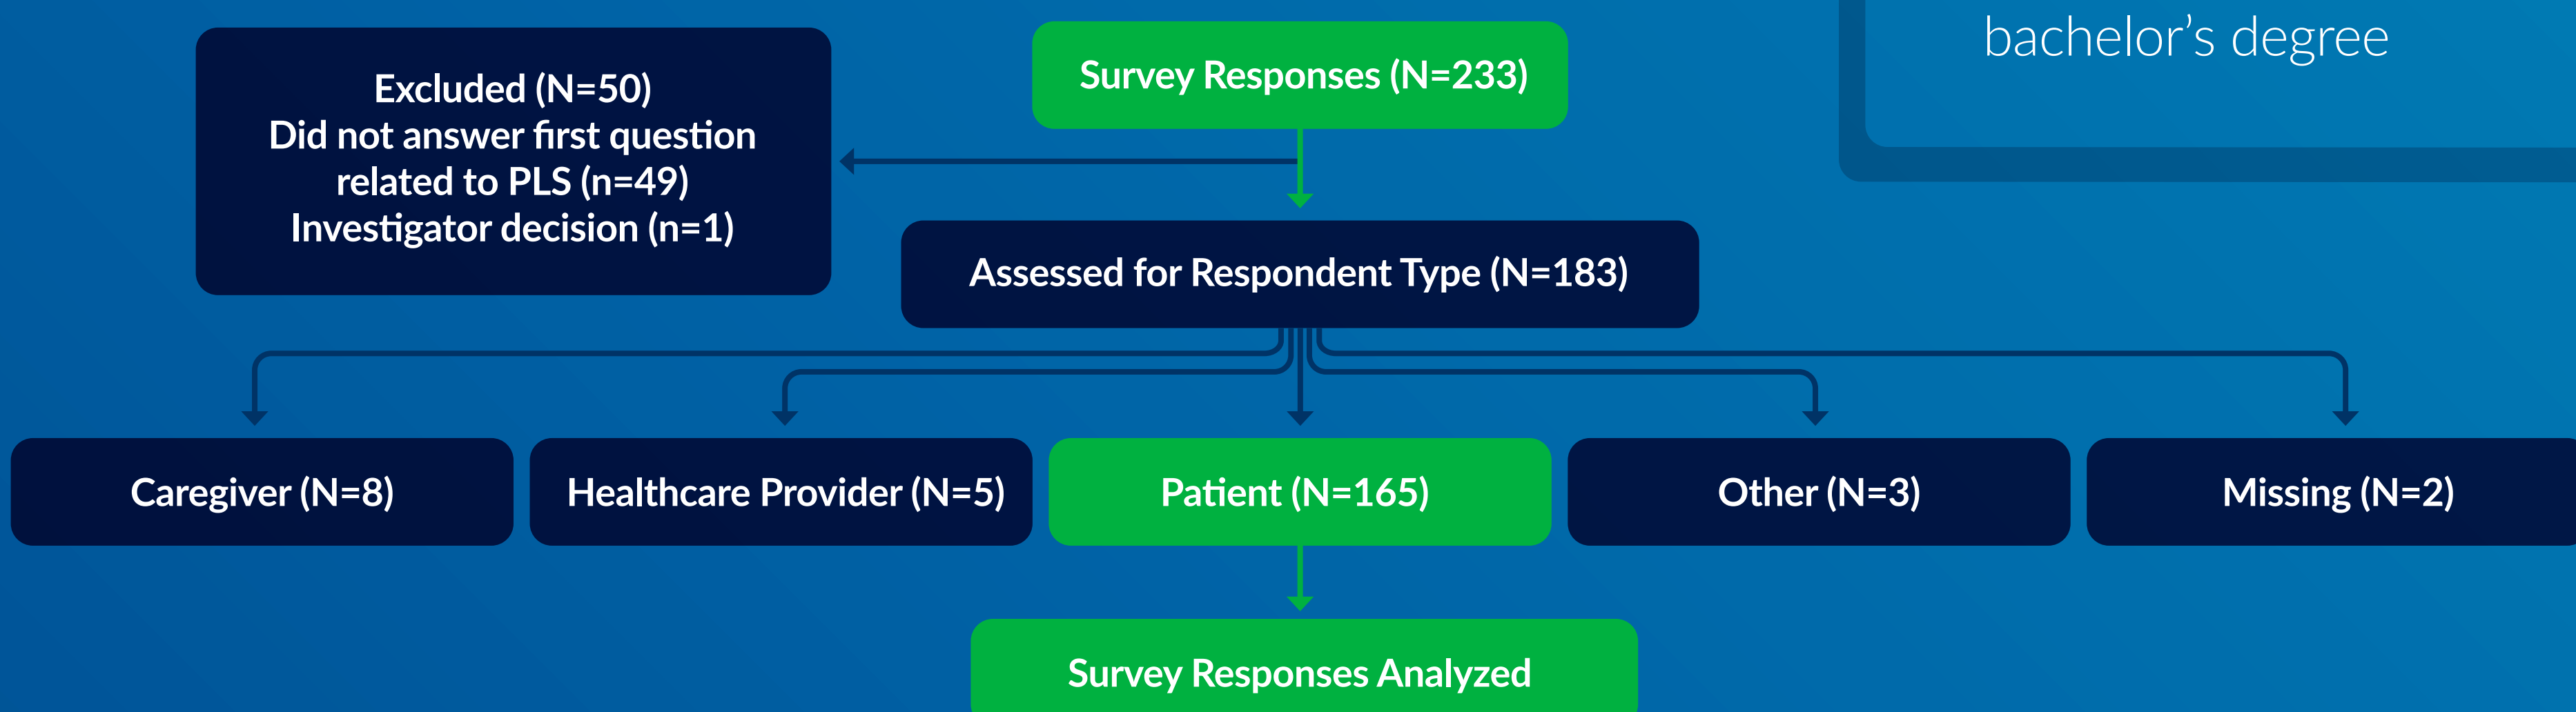 bachelor's degree
Survey Responses (N=233)
Excluded (N=50)
Did not answer first question
related to PLS (n=49)
Investigator decision (n=1)
Assessed for Respondent Type (N=183)
Caregiver (N=8)
Healthcare Provider (N=5)
Patient (N=165)
Other (N=3)
Missing (N=2)
Survey Responses Analyzed